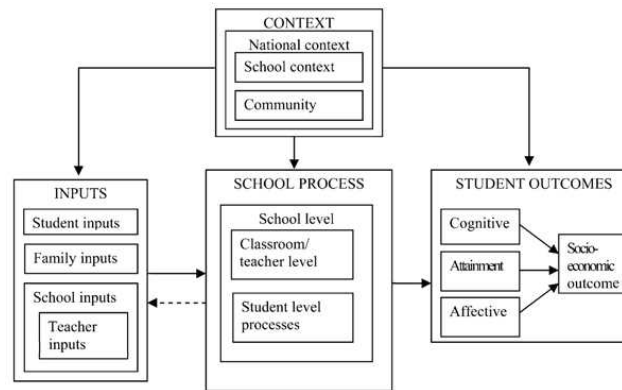 CONTEXT
National context
School context
Community
INPUTS
Student inputs
Family inputs
School inputs
Teacher
inputs
SCHOOL PROCESS
School level
Classroom/
teacher level
Student level
processes
STUDENT OUTCOMES
Cognitive
Attainment
Affective
Socio-
economic
outcome